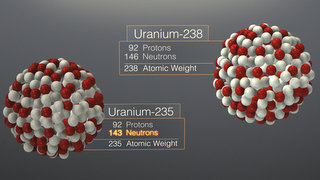 Uranium-238
92 Protons
146 Neutrons
238 Atomic Weight
Uranium-235
92 Protons
143 Neutrons
235 Atomic Weight